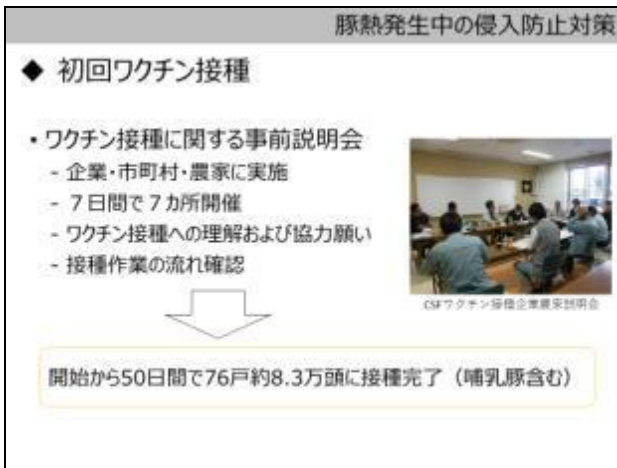 豚熱発生中の侵入防止対策
◆ 初回ワクチン接種
・ワクチン接種に関する事前説明会
- 企業・市町村・農家に実施
- 7日間で7カ所開催
- ワクチン接種への理解および協力願い
- 接種作業の流れ確認
CSFワクチン接種企業農家説明会
開始から50日間で76戸約8.3万頭に接種完了（哺乳豚含む）